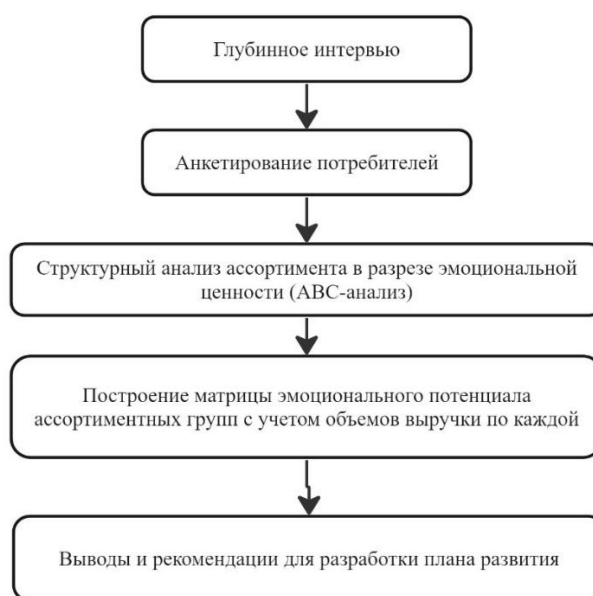 Глубинное интервью
Анкетирование потребителей
Структурный анализ ассортимента в разрезе эмоциональной
ценности (АВС-анализ)
Построение матрицы эмоционального потенциала
ассортиментных групп с учетом объемов выручки по каждой
Выводы и рекомендации для разработки плана развития